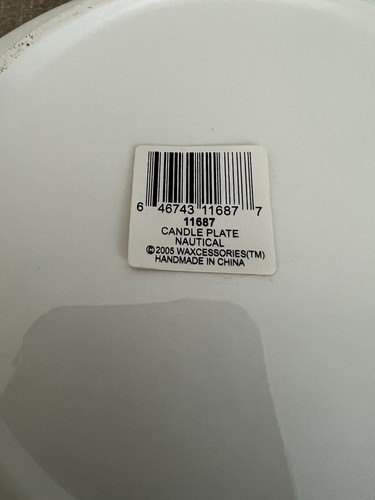 6 46743 11687 7
11687
CANDLE PLATE
NAUTICAL
©2005 WAXCESSORIES(TM)
HANDMADE IN CHINA